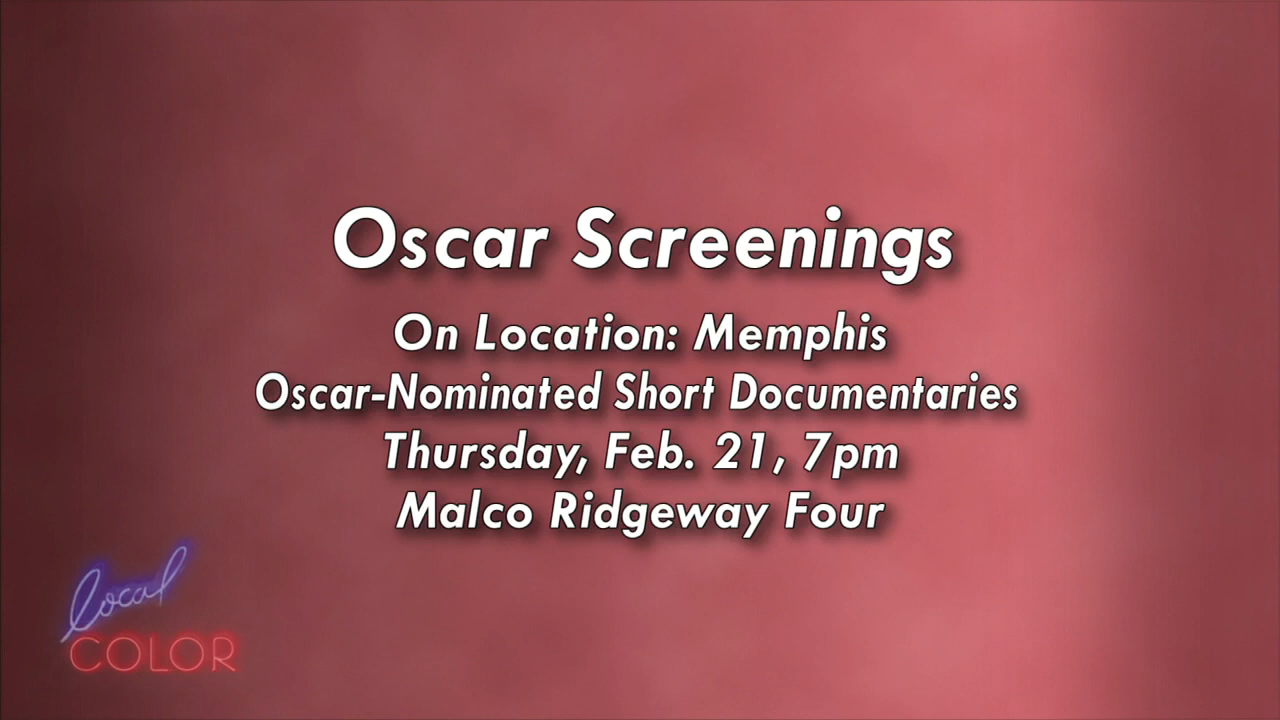 Oscar Screenings
On Location: Memphis
Oscar-Nominated Short Documentaries
Thursday, Feb. 21, 7pm
Malco Ridgeway Four
local
COLOR